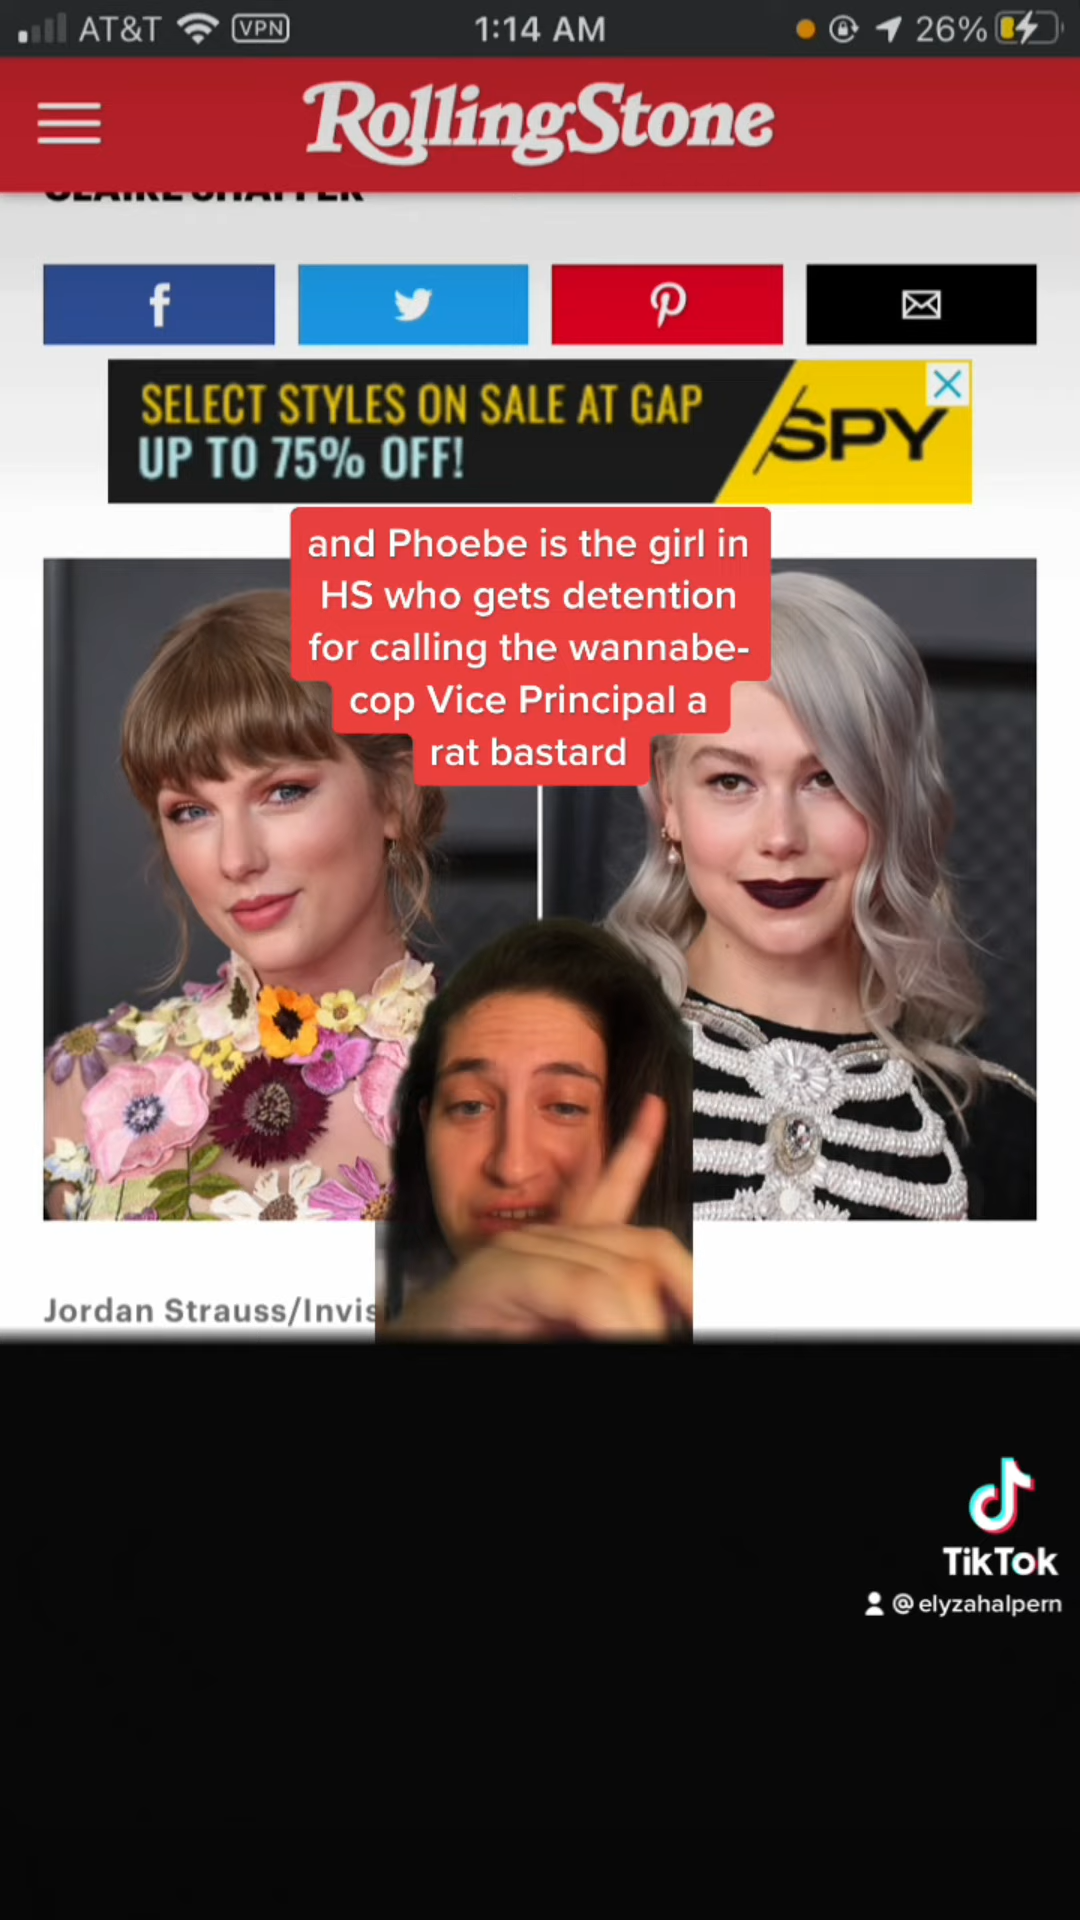 AT&T VPN 1:14 AM 26%
RollingStone
CLAIRE SHAFFER
f
SELECT STYLES ON SALE AT GAP
UP TO 75% OFF!
SPY
and Phoebe is the girl in
HS who gets detention
for calling the wannabe-
cop Vice Principal a
rat bastard
Jordan Strauss/Invis
TikTok
@elyzahalpern